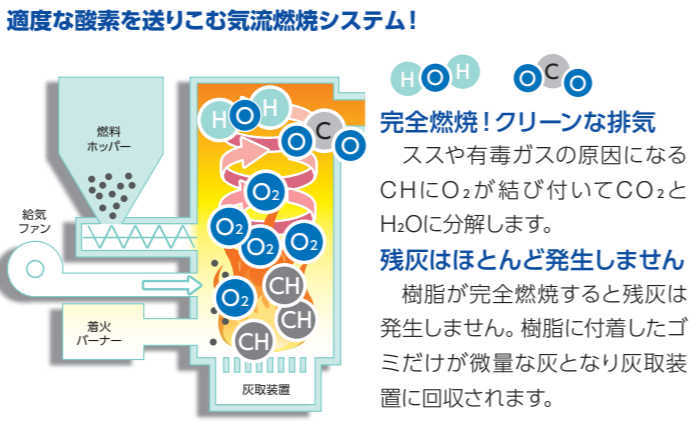 適度な酸素を送りこむ気流燃焼システム！
H O H
O C O
完全燃焼！クリーンな排気
ススや有毒ガスの原因になる
CHにO₂が結び付いてCO₂と
H₂Oに分解します。
残灰はほとんど発生しません
樹脂が完全燃焼すると残灰は
発生しません。樹脂に付着したゴ
ミだけが微量な灰となり灰取装
置に回収されます。
燃料
ホッパー
給気
ファン
着火
バーナー
灰取装置
H O H
O C O
O₂
O₂
O₂
O₂
O₂
CH
CH
CH